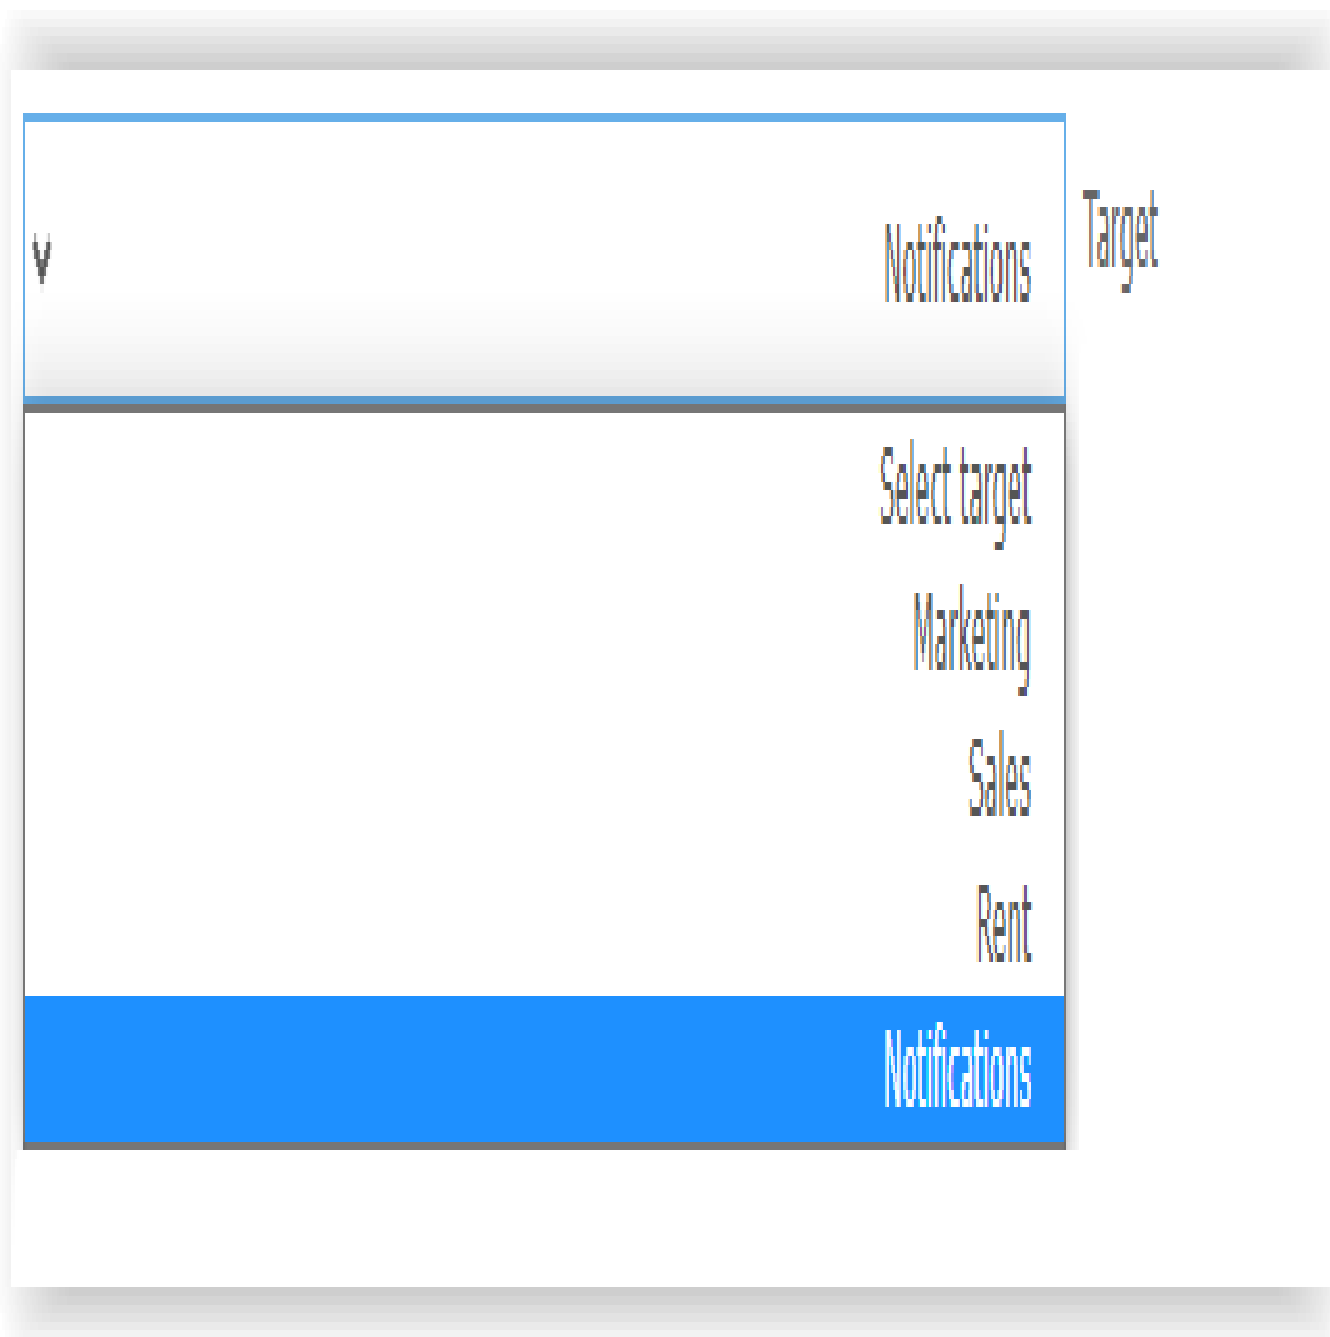 Target
Notifications
Select target
Marketing
Sales
Rent
Notifications